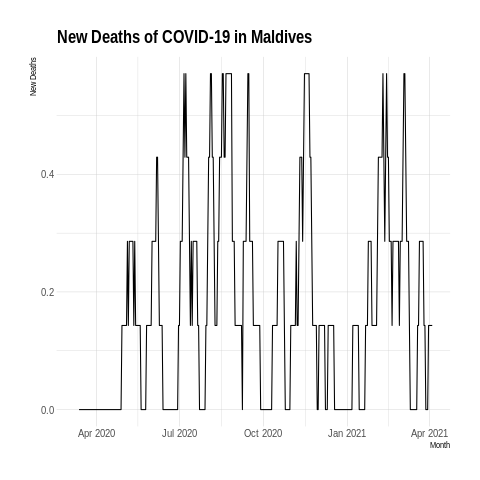 New Deaths of COVID-19 in Maldives
New Deaths
0.4
0.2
0.0
Apr 2020 Jul 2020 Oct 2020 Jan 2021 Apr 2021
Month